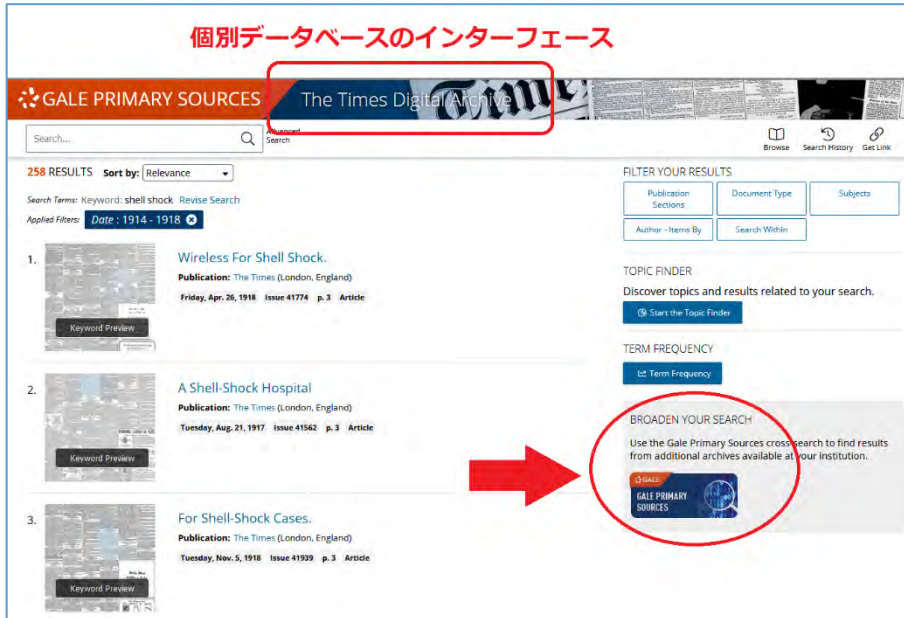 個別データベースのインターフェース
GALE PRIMARY SOURCES
The Times Digital Archive
Search...
Advanced
Search
Browse
Search History
Get Link
258 RESULTS Sort by: Relevance
Search Terms: Keyword: shell shock Revise Search
Applied Filters: Date : 1914 - 1918
1.
Wireless For Shell Shock.
Publication: The Times (London, England)
Friday, Apr. 26, 1918 Issue 41774 p. 3 Article
Keyword Preview
2.
A Shell-Shock Hospital
Publication: The Times (London, England)
Tuesday, Aug. 21, 1917 Issue 41562 p. 3 Article
Keyword Preview
3.
For Shell-Shock Cases.
Publication: The Times (London, England)
Tuesday, Nov. 5, 1918 Issue 41939 p. 3 Article
Keyword Preview
FILTER YOUR RESULTS
Publication
Sections
Document Type
Subjects
Author - Items By
Search Within
TOPIC FINDER
Discover topics and results related to your search.
Start the Topic Finder
TERM FREQUENCY
Term Frequency
BROADEN YOUR SEARCH
Use the Gale Primary Sources cross-search to find results
from additional archives available at your institution.
GALE
GALE PRIMARY
SOURCES